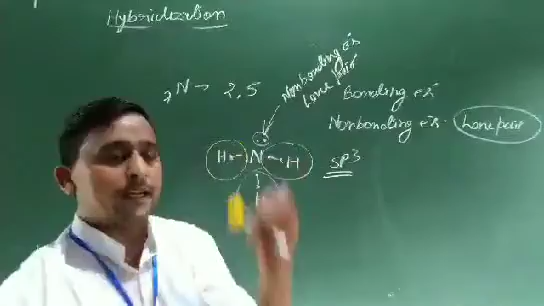 Hybridization
₇N → 2,5
Nonbonding e⁻s
Lone Pair
Bonding e⁻s
Nonbonding e⁻s Lone pair
H N H
SP³